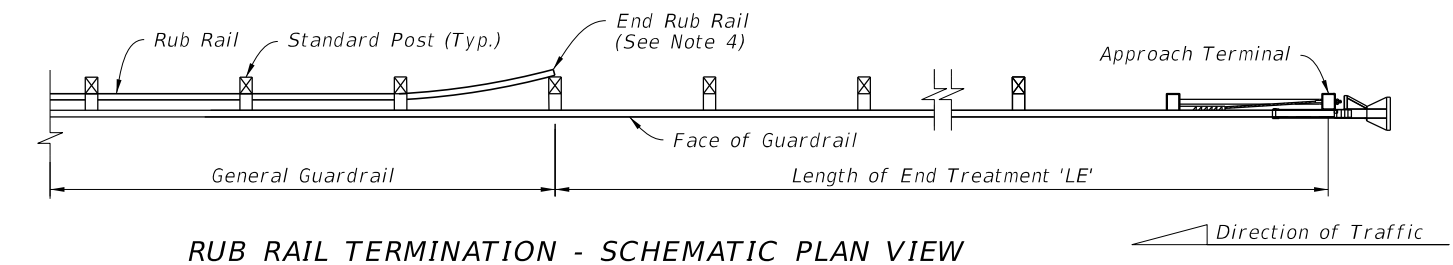 End Rub Rail
(See Note 4)
Rub Rail
Standard Post (Typ.)
Approach Terminal
Face of Guardrail
General Guardrail
Length of End Treatment 'LE'
RUB RAIL TERMINATION - SCHEMATIC PLAN VIEW
Direction of Traffic